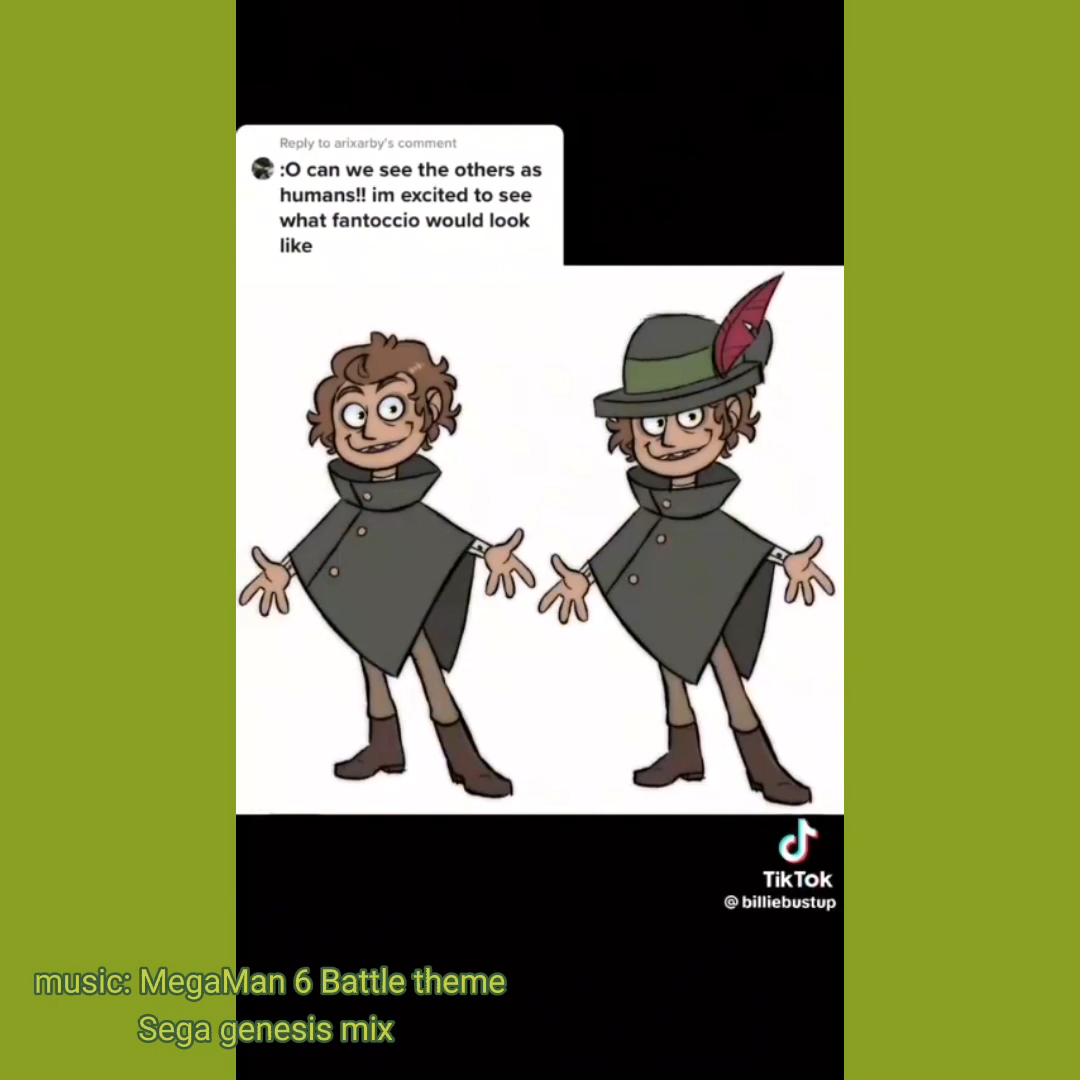 Reply to arixarby's comment
:O can we see the others as
humans!! im excited to see
what fantoccio would look
like
TikTok
@billiebustup
music: MegaMan 6 Battle theme
Sega genesis mix